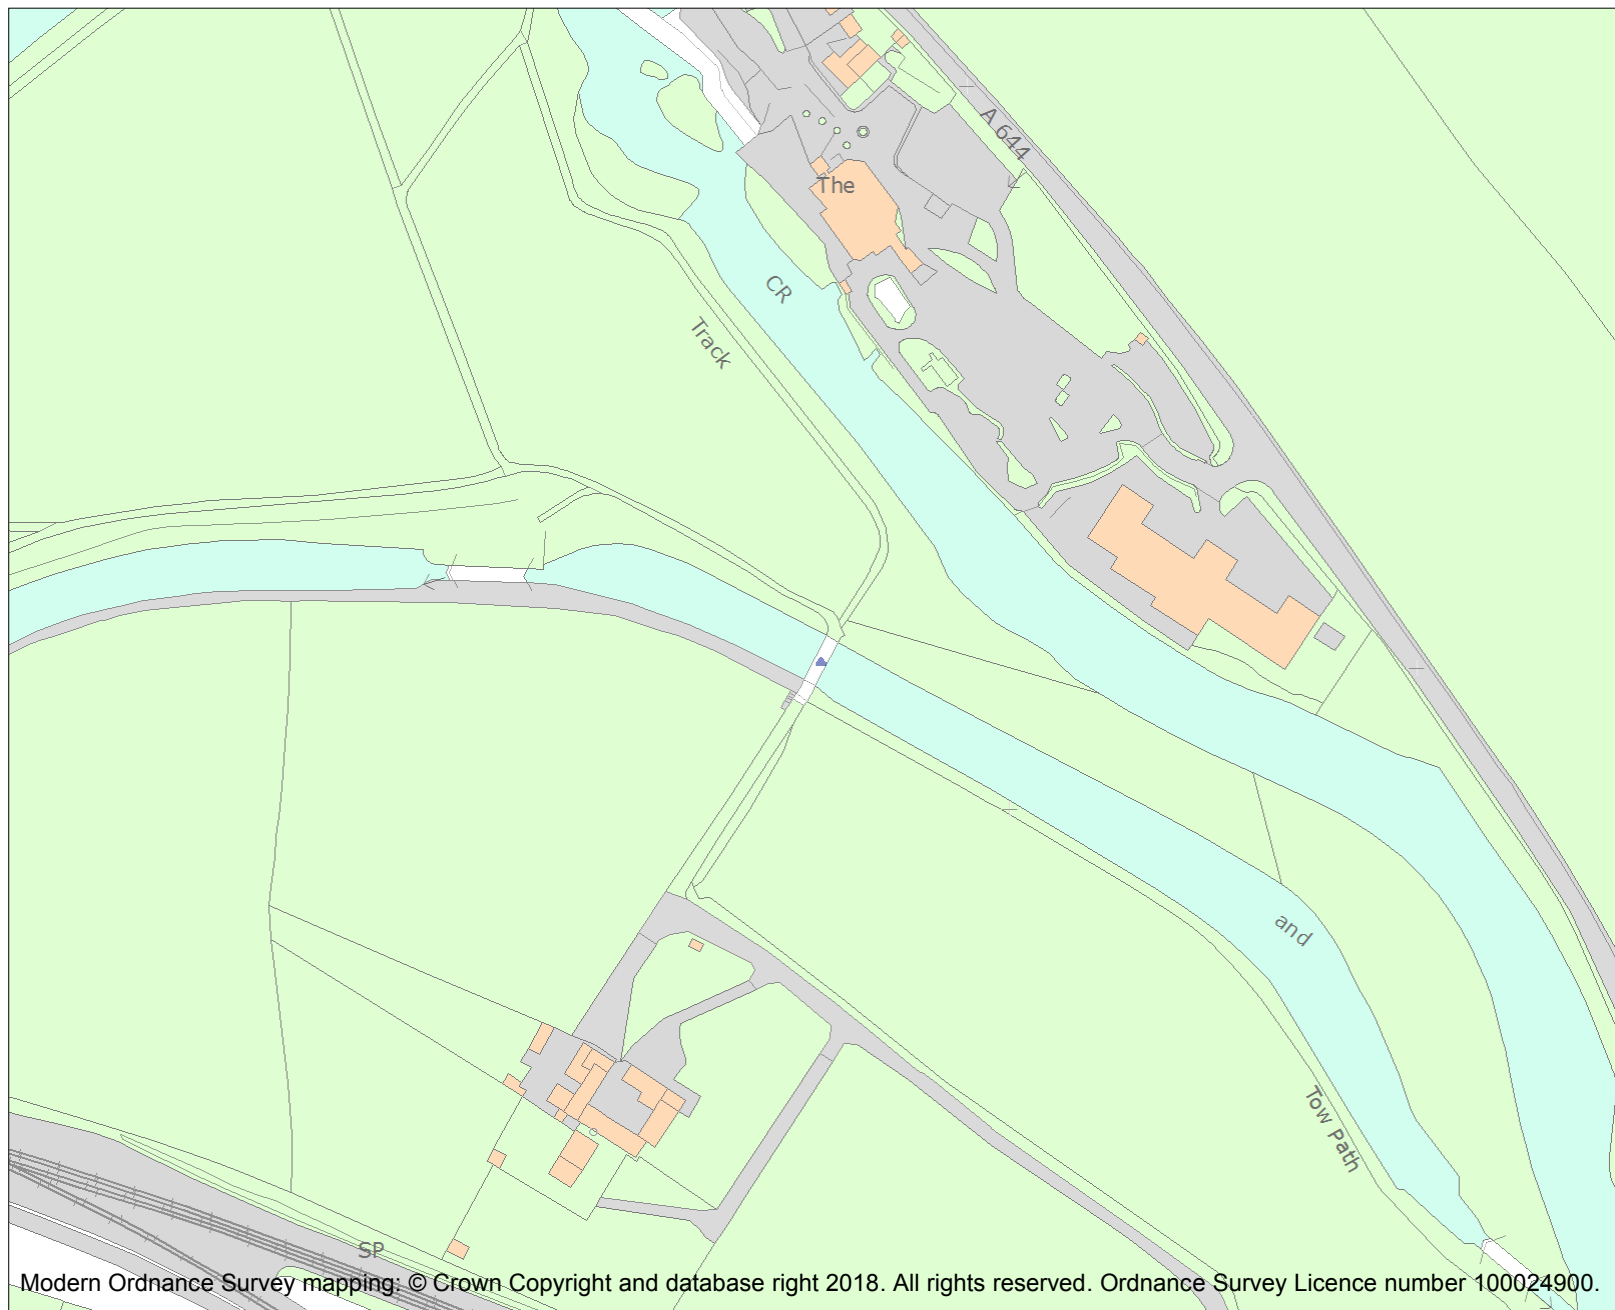 A 644
The
CR
Track
and
Tow Path
SP
Modern Ordnance Survey mapping: © Crown Copyright and database right 2018. All rights reserved. Ordnance Survey Licence number 100024900.